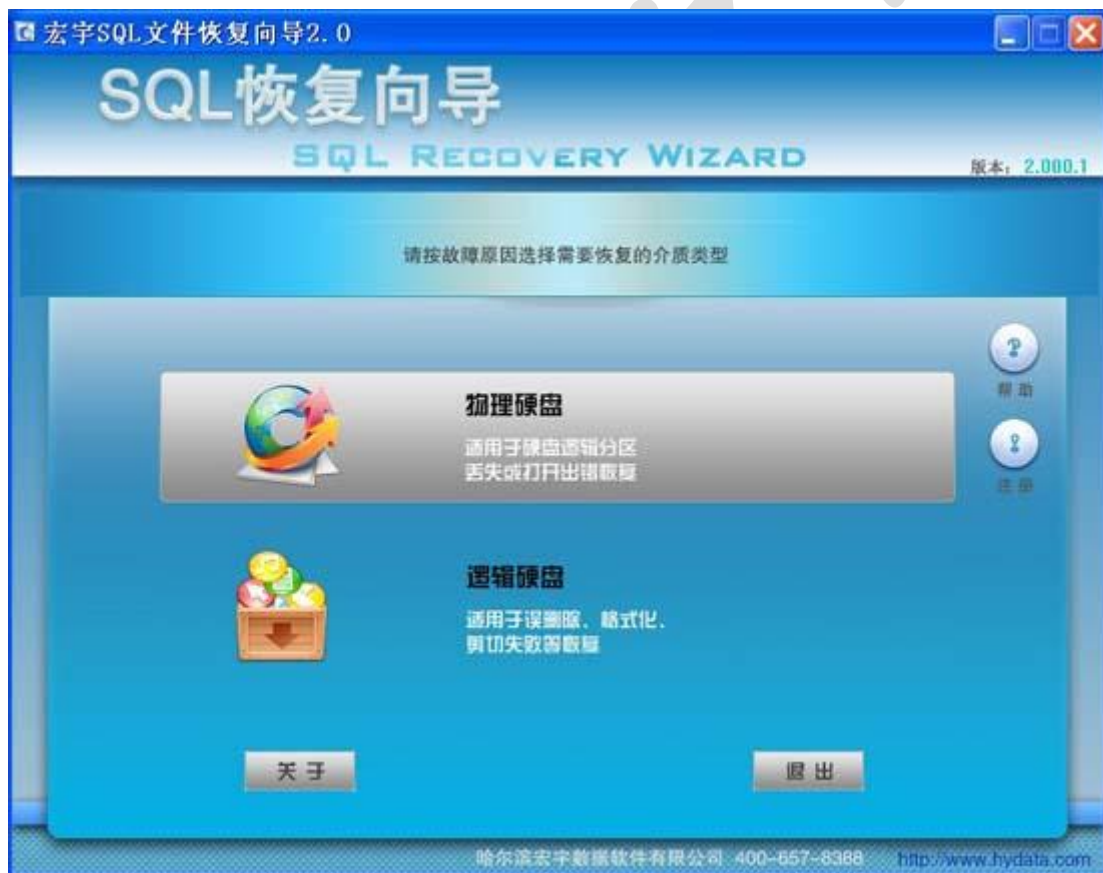 宏宇SQL文件恢复向导2.0
SQL恢复向导
SQL RECOVERY WIZARD
版本: 2.000.1
请按故障原因选择需要恢复的介质类型
物理硬盘
适用于硬盘逻辑分区
丢失或打开出错恢复
帮助
注册
逻辑硬盘
适用于误删除、格式化、
剪切失败等恢复
关于
退出
哈尔滨宏宇数据软件有限公司 400-657-8388 http://www.hydata.com